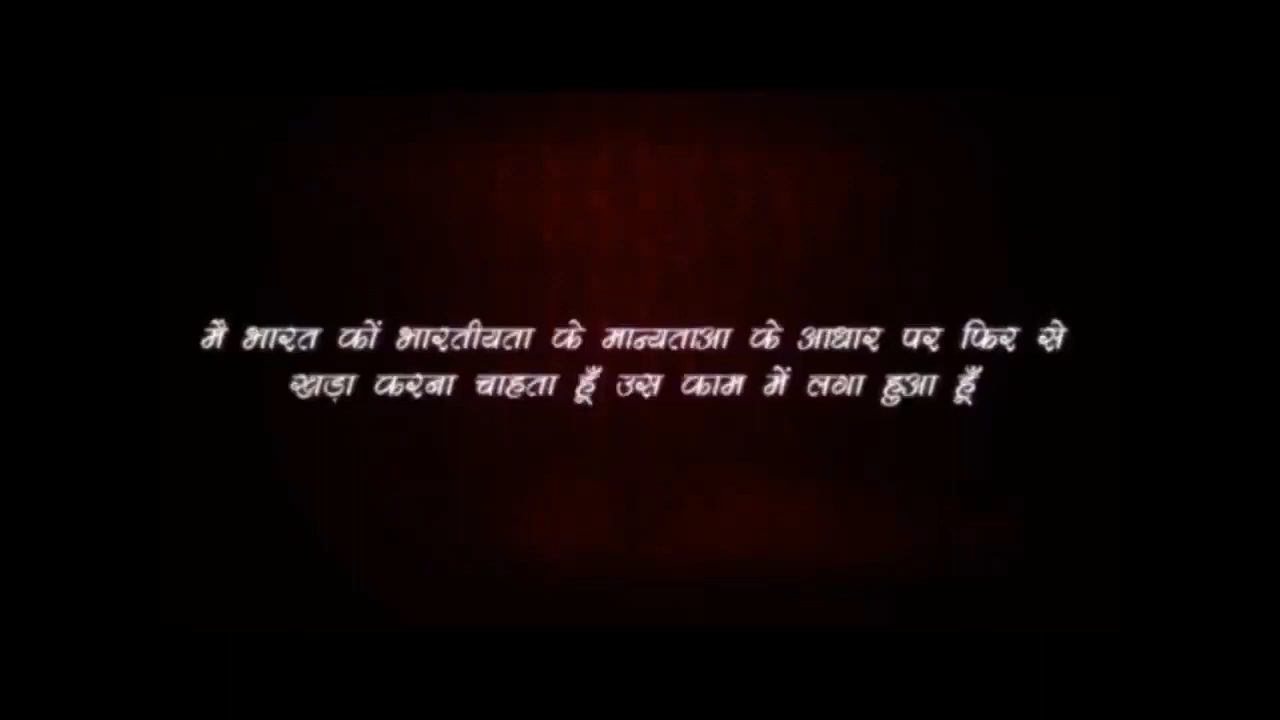 मै भारत कों भारतीयता के मान्यताआ के आधार पर फिर से
खड़ा करना चाहता हूँ उस काम में लगा हुआ हूँ